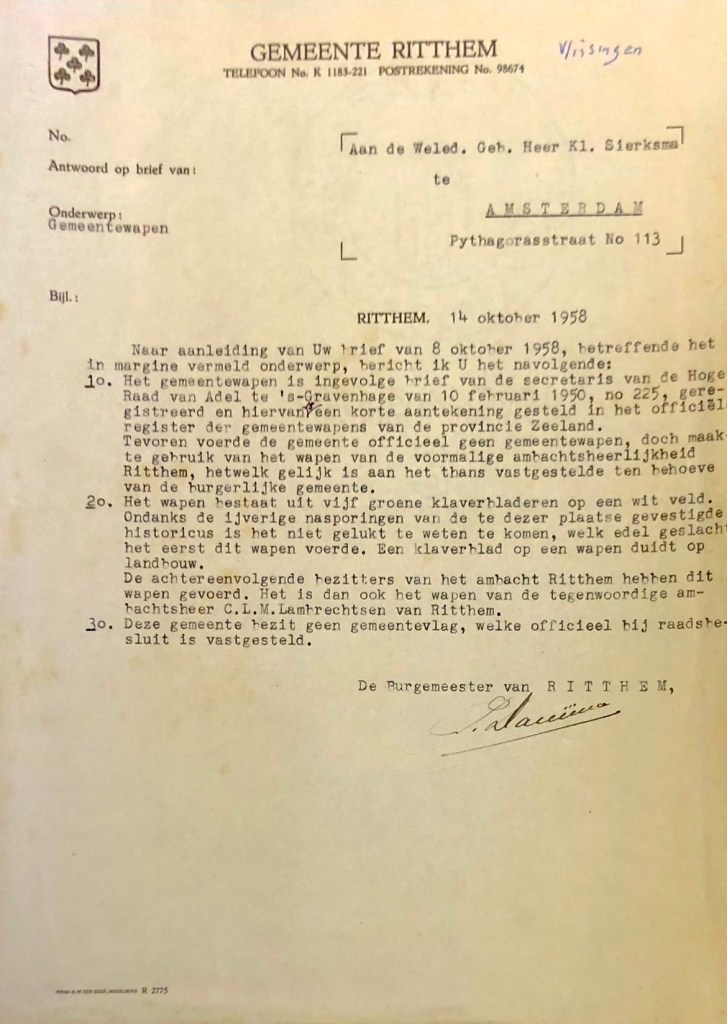 GEMEENTE RITTHEM
Vlissingen
TELEFOON No. K 1183-221 POSTREKENING No. 98674
No.
Aan de Weled. Geb. Heer Kl. Sierksma
Antwoord op brief van:
te
Onderwerp:
AMSTERDAM
Gemeentewapen
Pythagorasstraat No 113
Bijl.:
RITTHEM, 14 oktober 1958
Naar aanleiding van Uw brief van 8 oktober 1958, betreffende het
in margine vermeld onderwerp, bericht ik U het navolgende:
1o. Het gemeentewapen is ingevolge brief van de secretaris van de Hoge
Raad van Adel te 's-Gravenhage van 10 februari 1950, no 225, gere-
gistreerd en hiervan een korte aantekening gesteld in het officiël
register der gemeentewapens van de provincie Zeeland.
Tevoren voerde de gemeente officieel geen gemeentewapen, doch maak-
te gebruik van het wapen van de voormalige ambachtsheerlijkheid
Ritthem, hetwelk gelijk is aan het thans vastgestelde ten behoeve
van de burgerlijke gemeente.
2o. Het wapen bestaat uit vijf groene klaverbladeren op een wit veld.
Ondanks de ijverige nasporingen van de te dezer plaatse gevestigde
historicus is het niet gelukt te weten te komen, welk edel geslacht
het eerst dit wapen voerde. Een klaverblad op een wapen duidt op
landbouw.
De achtereenvolgende bezitters van het ambacht Ritthem hebben dit
wapen gevoerd. Het is dan ook het wapen van de tegenwoordige am-
bachtsheer C.L.M.Lambrechtsen van Ritthem.
3o. Deze gemeente bezit geen gemeentevlag, welke officieel bij raadsbe-
sluit is vastgesteld.
De Burgemeester van RITTHEM,
R 2775